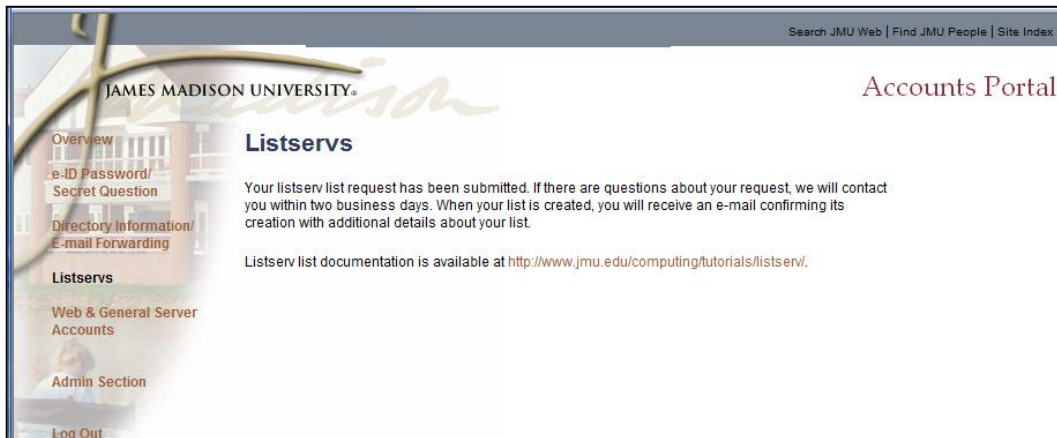 Search JMU Web | Find JMU People | Site Index
JAMES MADISON UNIVERSITY®
Madison
Accounts Portal
Overview
e-ID Password/
Secret Question
Directory Information/
E-mail Forwarding
Listservs
Web & General Server
Accounts
Admin Section
Log Out
Listservs
Your listserv list request has been submitted. If there are questions about your request, we will contact
you within two business days. When your list is created, you will receive an e-mail confirming its
creation with additional details about your list.
Listserv list documentation is available at http://www.jmu.edu/computing/tutorials/listserv/.